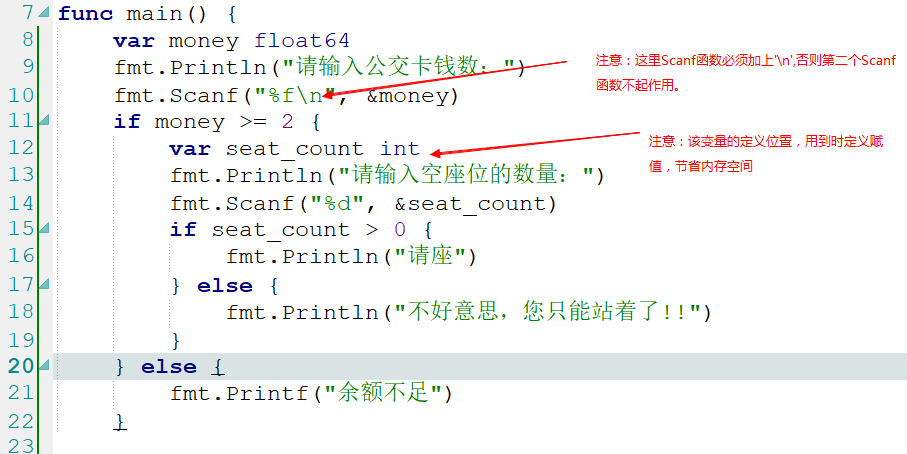 7 func main() {
8 var money float64
9 fmt.Println("请输入公交卡钱数：")
注意：这里Scanf函数必须加上'\n',否则第二个Scanf
函数不起作用。
10 fmt.Scanf("%f\n", &money)
11 if money >= 2 {
12 var seat_count int
注意：该变量的定义位置，用到时定义赋
值，节省内存空间
13 fmt.Println("请输入空座位的数量：")
14 fmt.Scanf("%d", &seat_count)
15 if seat_count > 0 {
16 fmt.Println("请座")
17 } else {
18 fmt.Println("不好意思，您只能站着了!!")
19 }
20 } else {
21 fmt.Printf("余额不足")
22 }
23